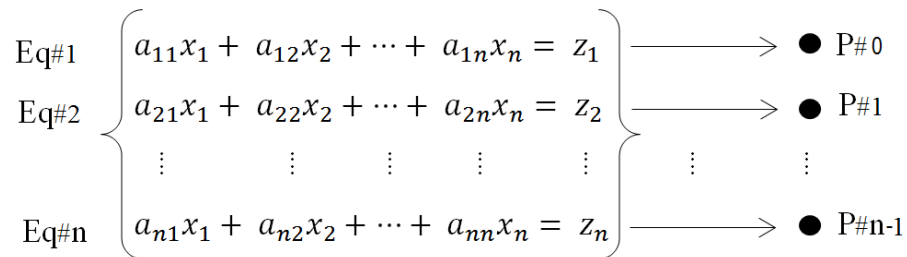 Eq#1 a₁₁x₁ + a₁₂x₂ + ⋯ + a₁ₙxₙ = z₁ P#0
Eq#2 a₂₁x₁ + a₂₂x₂ + ⋯ + a₂ₙxₙ = z₂ P#1
⋮ ⋮ ⋮ ⋮ ⋮ ⋮ ⋮
Eq#n aₙ₁x₁ + aₙ₂x₂ + ⋯ + aₙₙxₙ = zₙ P#n-1